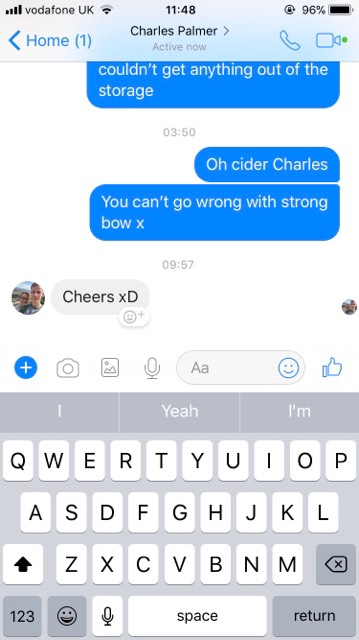 vodafone UK 11:48 96%
Home (1) Charles Palmer >
Active now
couldn't get anything out of the
storage
03:50
Oh cider Charles
You can't go wrong with strong
bow x
09:57
Cheers xD
Aa
I Yeah I'm
Q W E R T Y U I O P
A S D F G H J K L
Z X C V B N M
123 space return